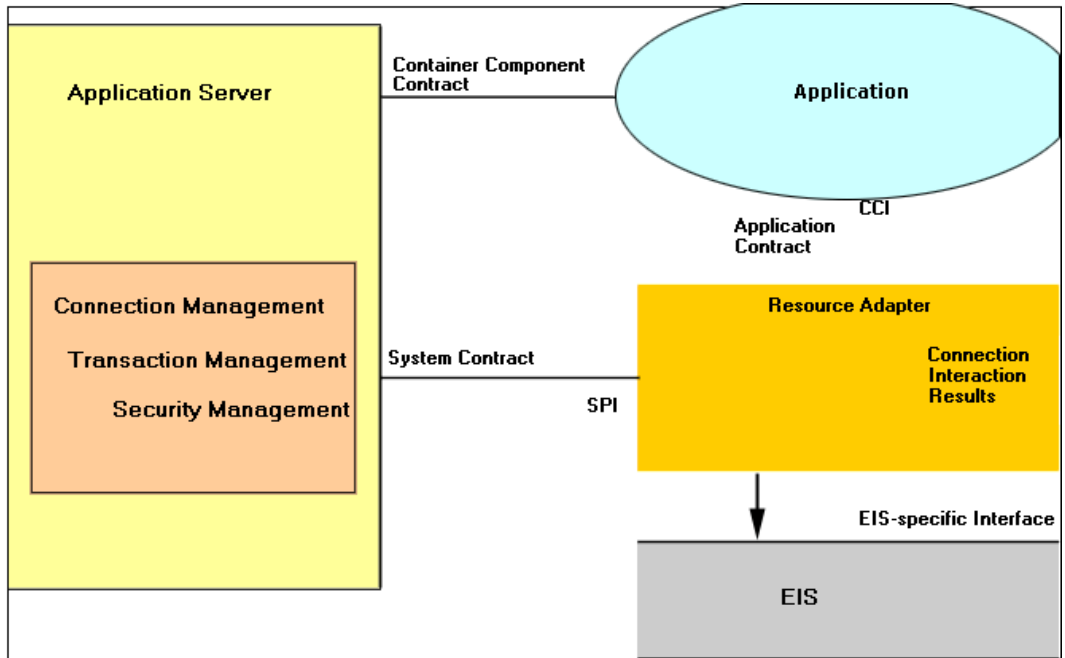 Container Component
Contract
Application Server
Application
CCI
Application
Contract
Connection Management
Resource Adapter
Transaction Management
System Contract
Connection
Interaction
Results
Security Management
SPI
EIS-specific Interface
EIS